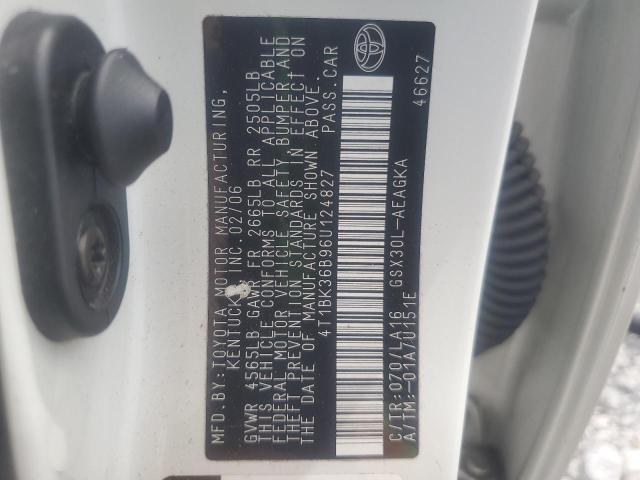 MFD. BY: TOYOTA MOTOR MANUFACTURING,
KENTUCKY INC. 02/06
GVWR 4565LB GAWR FR 2665LB RR 2505LB
THIS VEHICLE CONFORMS TO ALL APPLICABLE
FEDERAL MOTOR VEHICLE SAFETY, BUMPER, AND
THEFT PREVENTION STANDARDS IN EFFECT ON
THE DATE OF MANUFACTURE SHOWN ABOVE.
4T1BK36B96U124827 PASS. CAR
C/TR: 070/LA16 GSX30L-AEAGKA
A/TM: -01A/U151E 46627